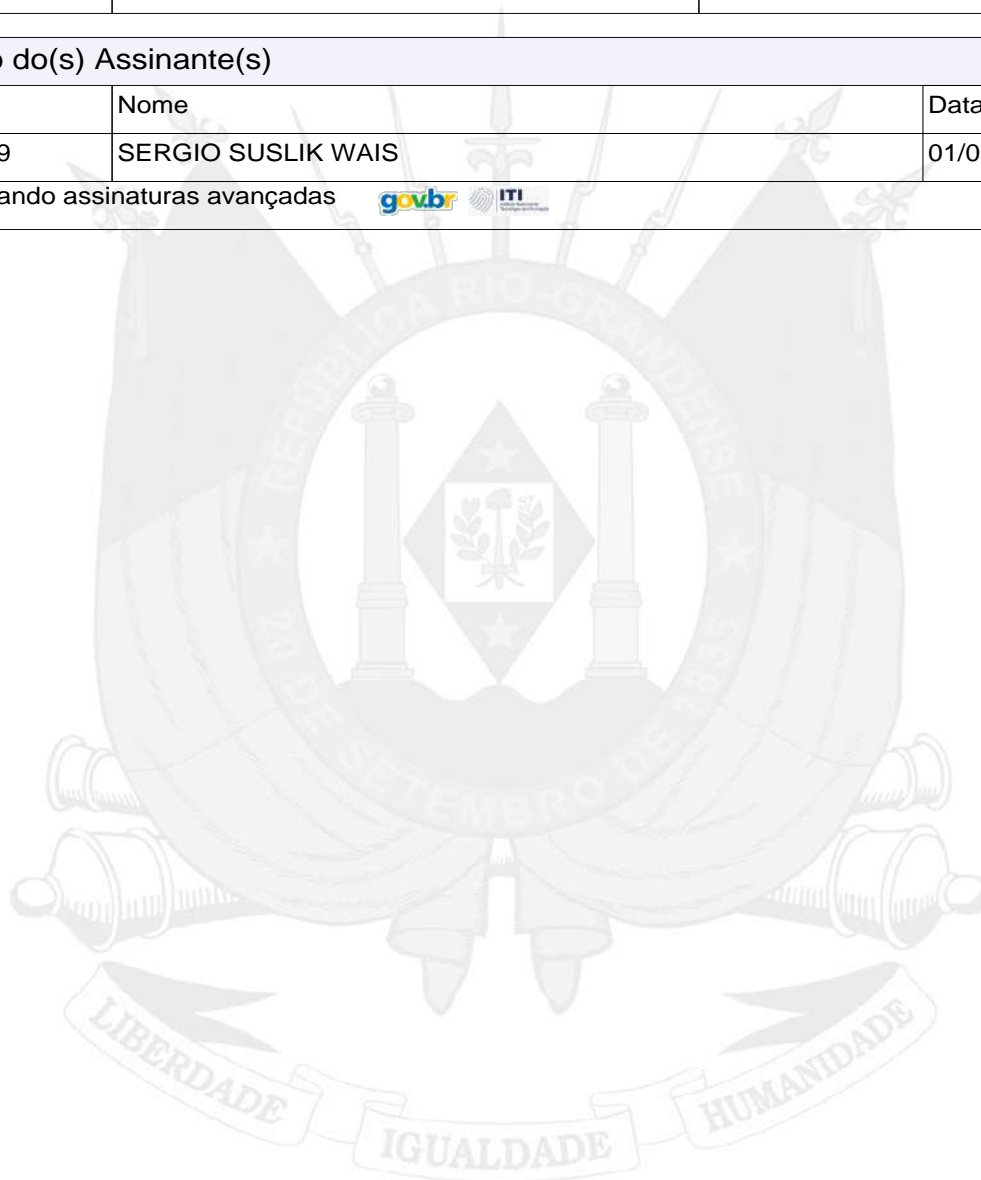 o do(s) Assinante(s)
Nome Data
9 SERGIO SUSLIK WAIS 01/0
ando assinaturas avançadas gov.br ITI
REPÚBLICA RIO-GRANDENSE
20 DE SETEMBRO DE 1835
LIBERDADE IGUALDADE HUMANIDADE